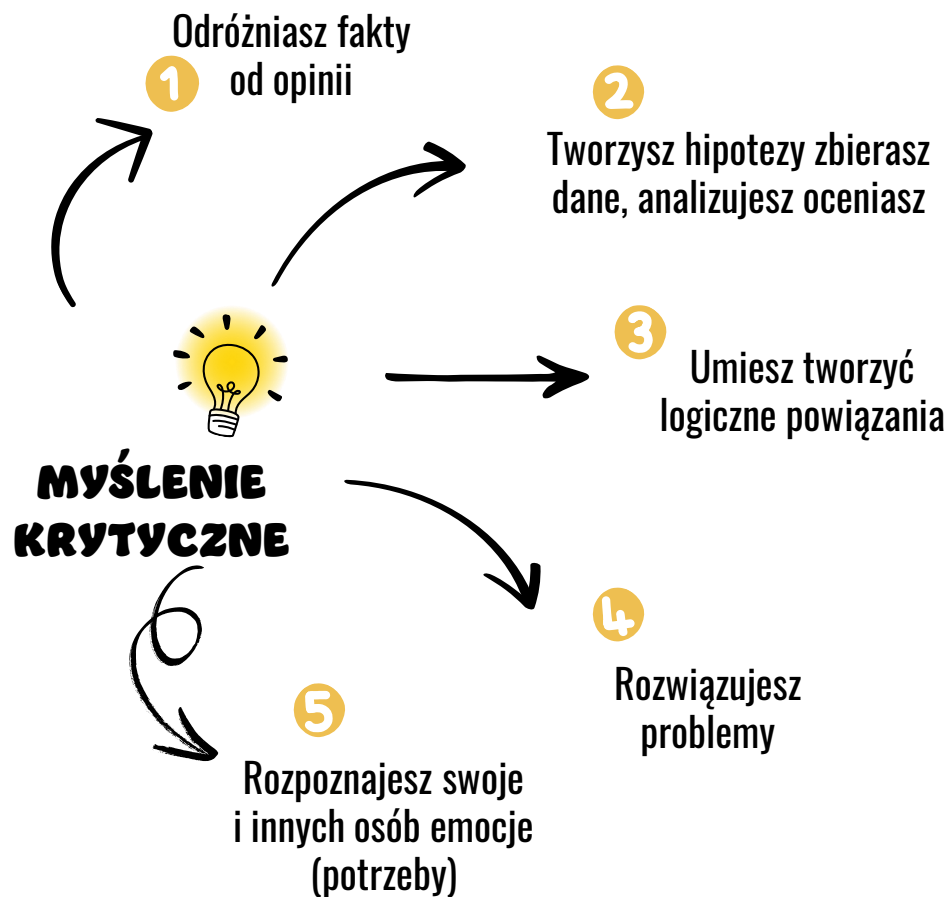 Odróżniasz fakty
1 od opinii
2
Tworzysz hipotezy zbierasz
dane, analizujesz oceniasz
3
Umiesz tworzyć
logiczne powiązania
MYŚLENIE
KRYTYCZNE
4
Rozwiązujesz
problemy
5
Rozpoznajesz swoje
i innych osób emocje
(potrzeby)